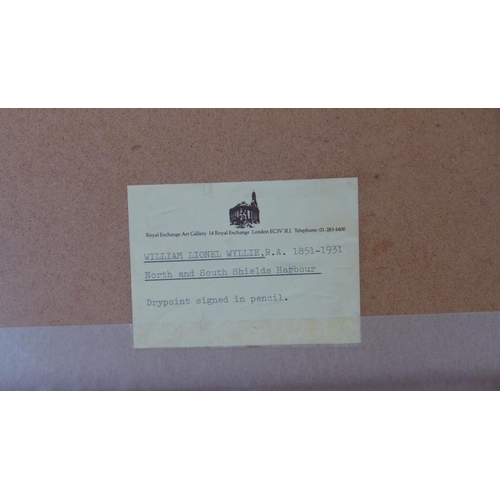 Royal Exchange Art Gallery 14 Royal Exchange London EC3V 3LL Telephone: 01-283 4400
WILLIAM LIONEL WYLLIE,R.A. 1851-1931
North and South Shields Harbour
Drypoint signed in pencil.